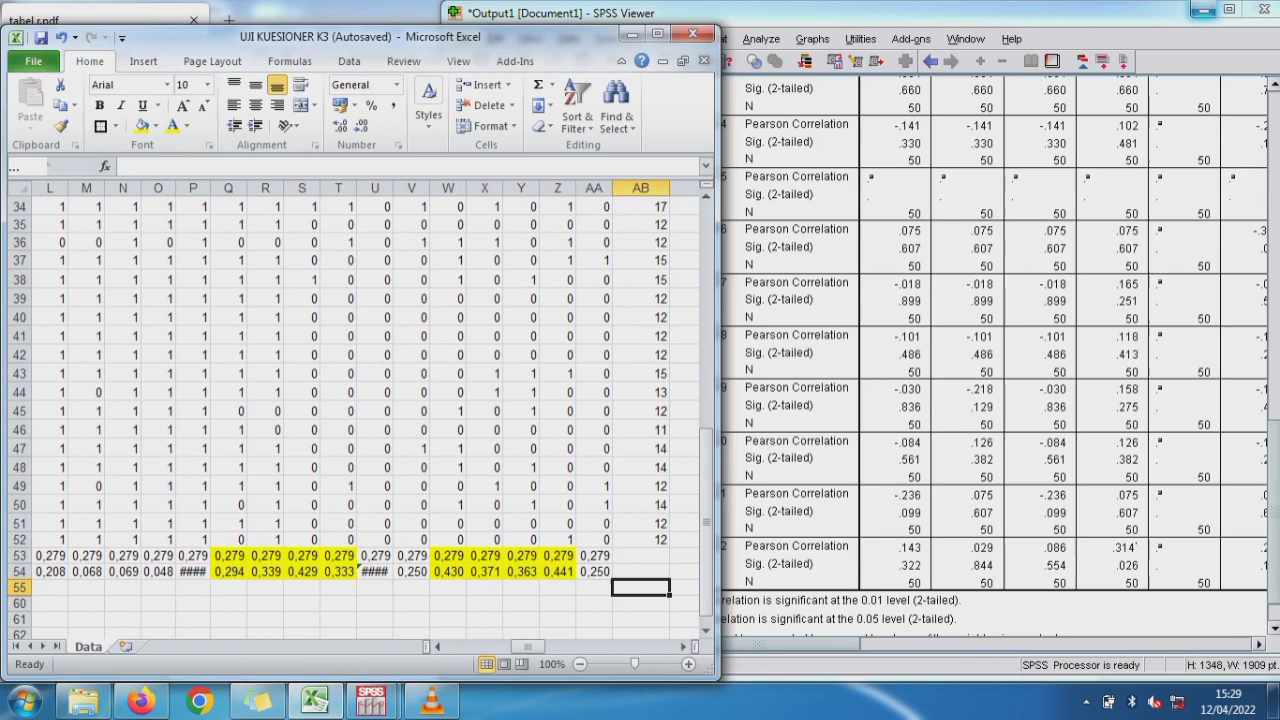 tabel r.pdf
*Output1 [Document1] - SPSS Viewer
UJI KUESIONER K3 (Autosaved) - Microsoft Excel
Analyze Graphs Utilities Add-ons Window Help
File Home Insert Page Layout Formulas Data Review View Add-Ins
Arial 10 General
Paste Styles Insert Delete Format Sort & Filter Find & Select
Clipboard Font Alignment Number Cells Editing
... fx
L M N O P Q R S T U V W X Y Z AA AB
34 1 1 1 1 1 1 1 1 1 0 1 0 1 0 1 0 17
35 1 1 1 1 1 1 1 0 0 0 0 0 0 0 0 0 12
36 0 0 1 0 1 0 0 0 1 0 1 1 1 0 1 0 12
37 1 1 1 1 1 1 1 0 0 0 1 0 0 1 1 15
38 1 1 1 1 1 1 1 1 0 0 0 1 0 1 0 0 15
39 1 1 1 1 1 1 1 0 0 0 0 0 0 0 0 0 12
40 1 1 1 1 1 1 1 0 0 0 0 0 0 0 0 0 12
41 1 1 1 1 1 1 1 0 0 0 0 0 0 0 0 0 12
42 1 1 1 1 1 1 1 0 0 0 0 0 0 0 0 0 12
43 1 1 1 1 1 1 1 0 0 0 0 0 1 1 1 0 15
44 1 0 1 1 1 1 1 0 0 0 0 0 1 1 0 0 13
45 1 1 1 1 1 0 0 0 0 0 0 1 0 1 0 0 12
46 1 1 1 1 1 1 0 0 0 0 0 0 0 0 0 0 11
47 1 1 1 1 1 1 1 0 0 0 1 0 0 1 0 0 14
48 1 1 1 1 1 1 1 0 0 0 0 1 0 1 0 0 14
49 1 0 1 1 1 1 1 0 1 0 0 0 1 0 0 1 12
50 1 1 1 1 1 0 1 0 0 0 0 1 0 1 0 0 14
51 1 1 1 1 1 1 1 0 0 0 0 0 0 0 0 0 12
52 1 1 1 1 1 0 1 0 0 0 0 0 0 0 1 0 12
53 0,279 0,279 0,279 0,279 0,279 0,279 0,279 0,279 0,279 0,279 0,279 0,279 0,279 0,279 0,279 0,279
54 0,208 0,068 0,069 0,048 #### 0,294 0,339 0,429 0,333 #### 0,250 0,430 0,371 0,363 0,441 0,250
55
60
61
62
Data
Ready 100%
Sig. (2-tailed) .660 .660 .660 .660 .
N 50 50 50 50 50
4 Pearson Correlation -.141 -.141 -.141 .102 .a
Sig. (2-tailed) .330 .330 .330 .481 .
N 50 50 50 50 50
5 Pearson Correlation .a .a .a .a .a .a
Sig. (2-tailed) . . . . .
N 50 50 50 50 50
6 Pearson Correlation .075 .075 .075 .075 .a
Sig. (2-tailed) .607 .607 .607 .607 .
N 50 50 50 50 50
7 Pearson Correlation -.018 -.018 -.018 .165 .a
Sig. (2-tailed) .899 .899 .899 .251 .
N 50 50 50 50 50
8 Pearson Correlation -.101 -.101 -.101 .118 .a
Sig. (2-tailed) .486 .486 .486 .413 .
N 50 50 50 50 50
9 Pearson Correlation -.030 -.218 -.030 .158 .a
Sig. (2-tailed) .836 .129 .836 .275 .
N 50 50 50 50 50
0 Pearson Correlation -.084 .126 -.084 .126 .a
Sig. (2-tailed) .561 .382 .561 .382 .
N 50 50 50 50 50
1 Pearson Correlation -.236 .075 -.236 .075 .a
Sig. (2-tailed) .099 .607 .099 .607 .
N 50 50 50 50 50
2 Pearson Correlation .143 .029 .086 .314* .a
Sig. (2-tailed) .322 .844 .554 .026 .
N 50 50 50 50 50
relation is significant at the 0.01 level (2-tailed).
relation is significant at the 0.05 level (2-tailed).
SPSS Processor is ready H: 1348, W: 1909 pt
SPSS
15:29
12/04/2022